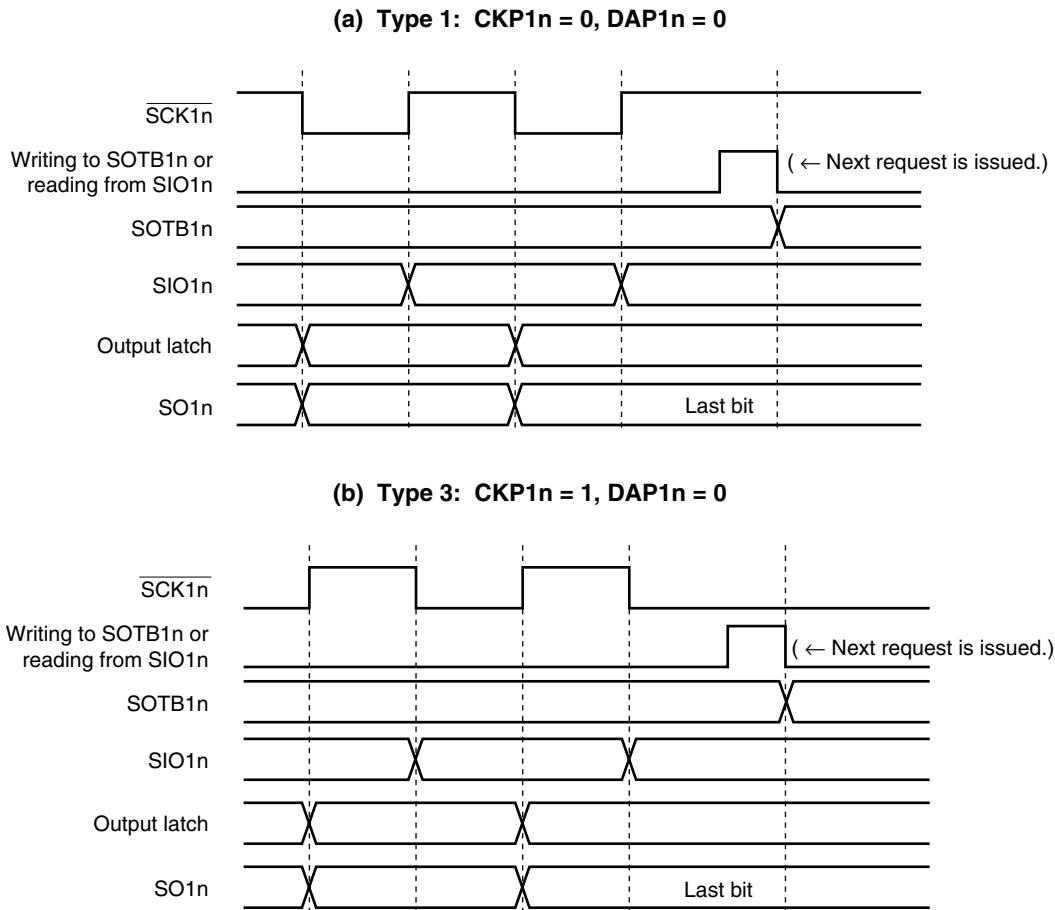 (a) Type 1: CKP1n = 0, DAP1n = 0
SCK1n
Writing to SOTB1n or
reading from SIO1n
( ← Next request is issued.)
SOTB1n
SIO1n
Output latch
SO1n
Last bit
(b) Type 3: CKP1n = 1, DAP1n = 0
SCK1n
Writing to SOTB1n or
reading from SIO1n
( ← Next request is issued.)
SOTB1n
SIO1n
Output latch
SO1n
Last bit